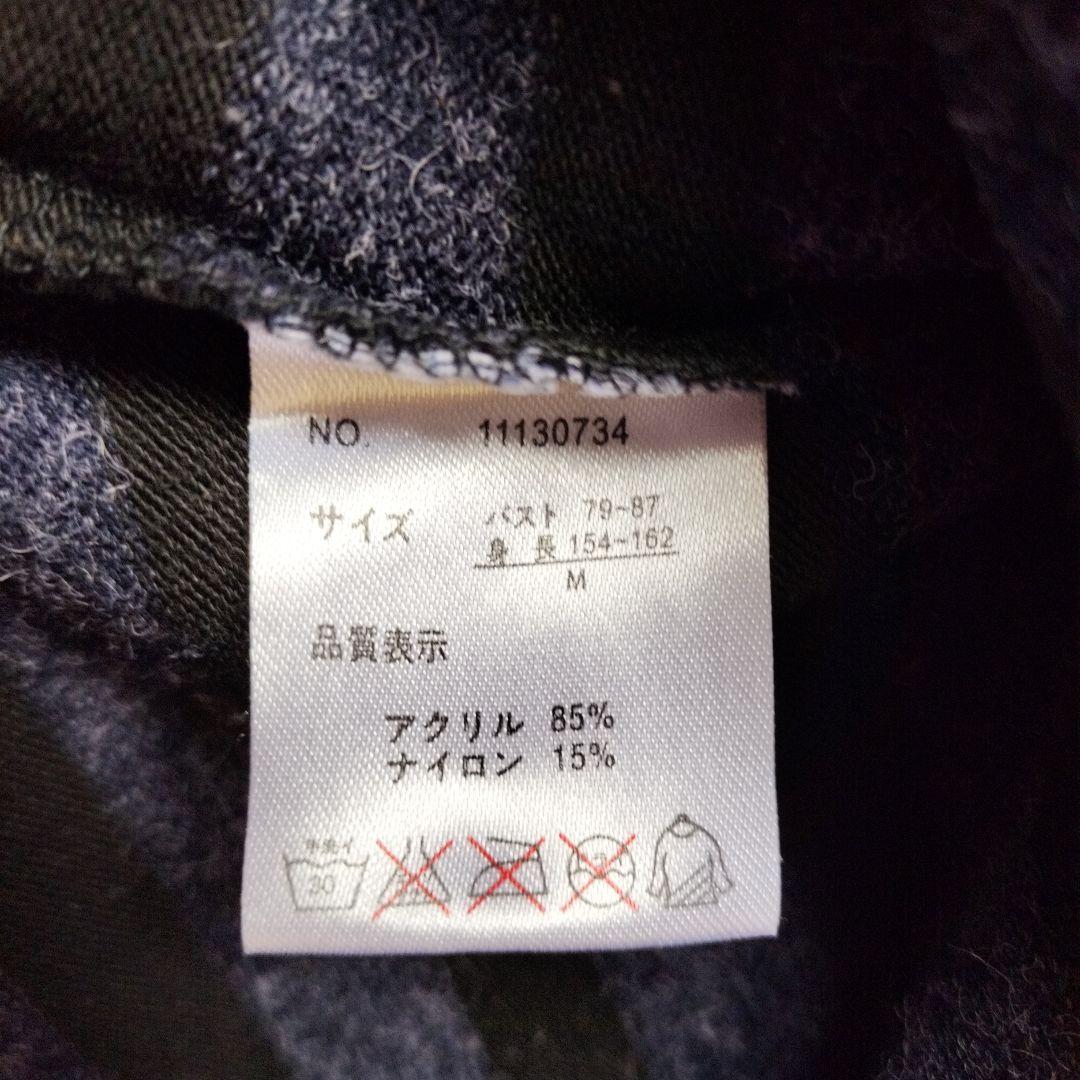 NO. 11130734
サイズ バスト 79~87
身 長 154~162
M
品質表示
アクリル 85%
ナイロン 15%
手洗イ
30